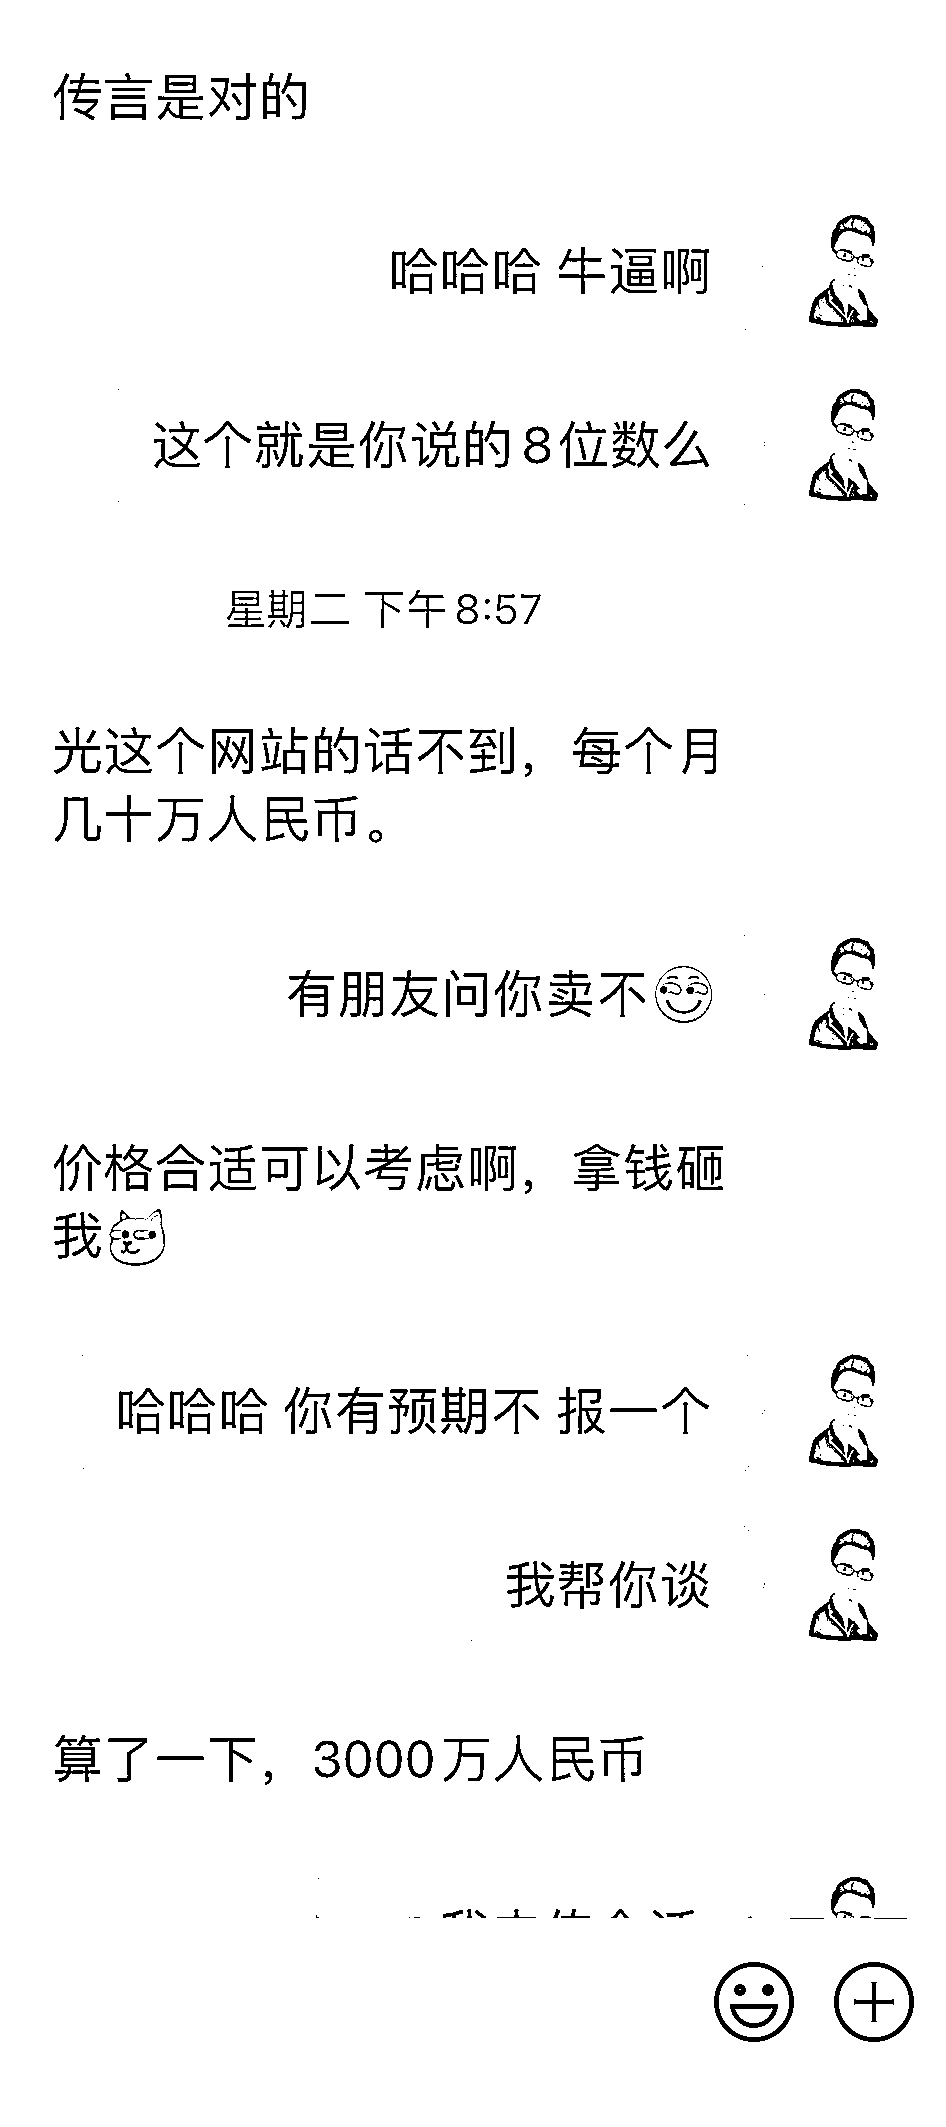 传言是对的
哈哈哈 牛逼啊
这个就是你说的8位数么
星期二 下午8:57
光这个网站的话不到，每个月
几十万人民币。
有朋友问你卖不
价格合适可以考虑啊，拿钱砸
我
哈哈哈 你有预期不 报一个
我帮你谈
算了一下，3000万人民币